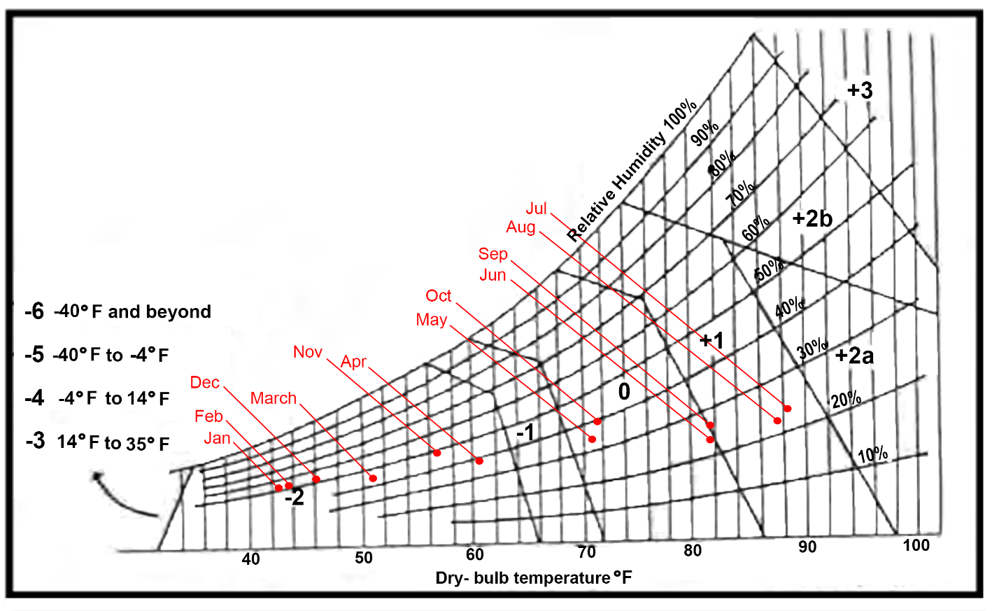 Relative Humidity 100%
90%
80%
70%
60%
50%
40%
30%
20%
10%
+3
+2b
+2a
+1
0
-1
-2
Jul
Aug
Sep
Jun
Oct
May
Nov
Apr
Dec
March
Feb
Jan
-6 -40°F and beyond
-5 -40°F to -4°F
-4 -4°F to 14°F
-3 14°F to 35°F
40 50 60 70 80 90 100
Dry- bulb temperature °F